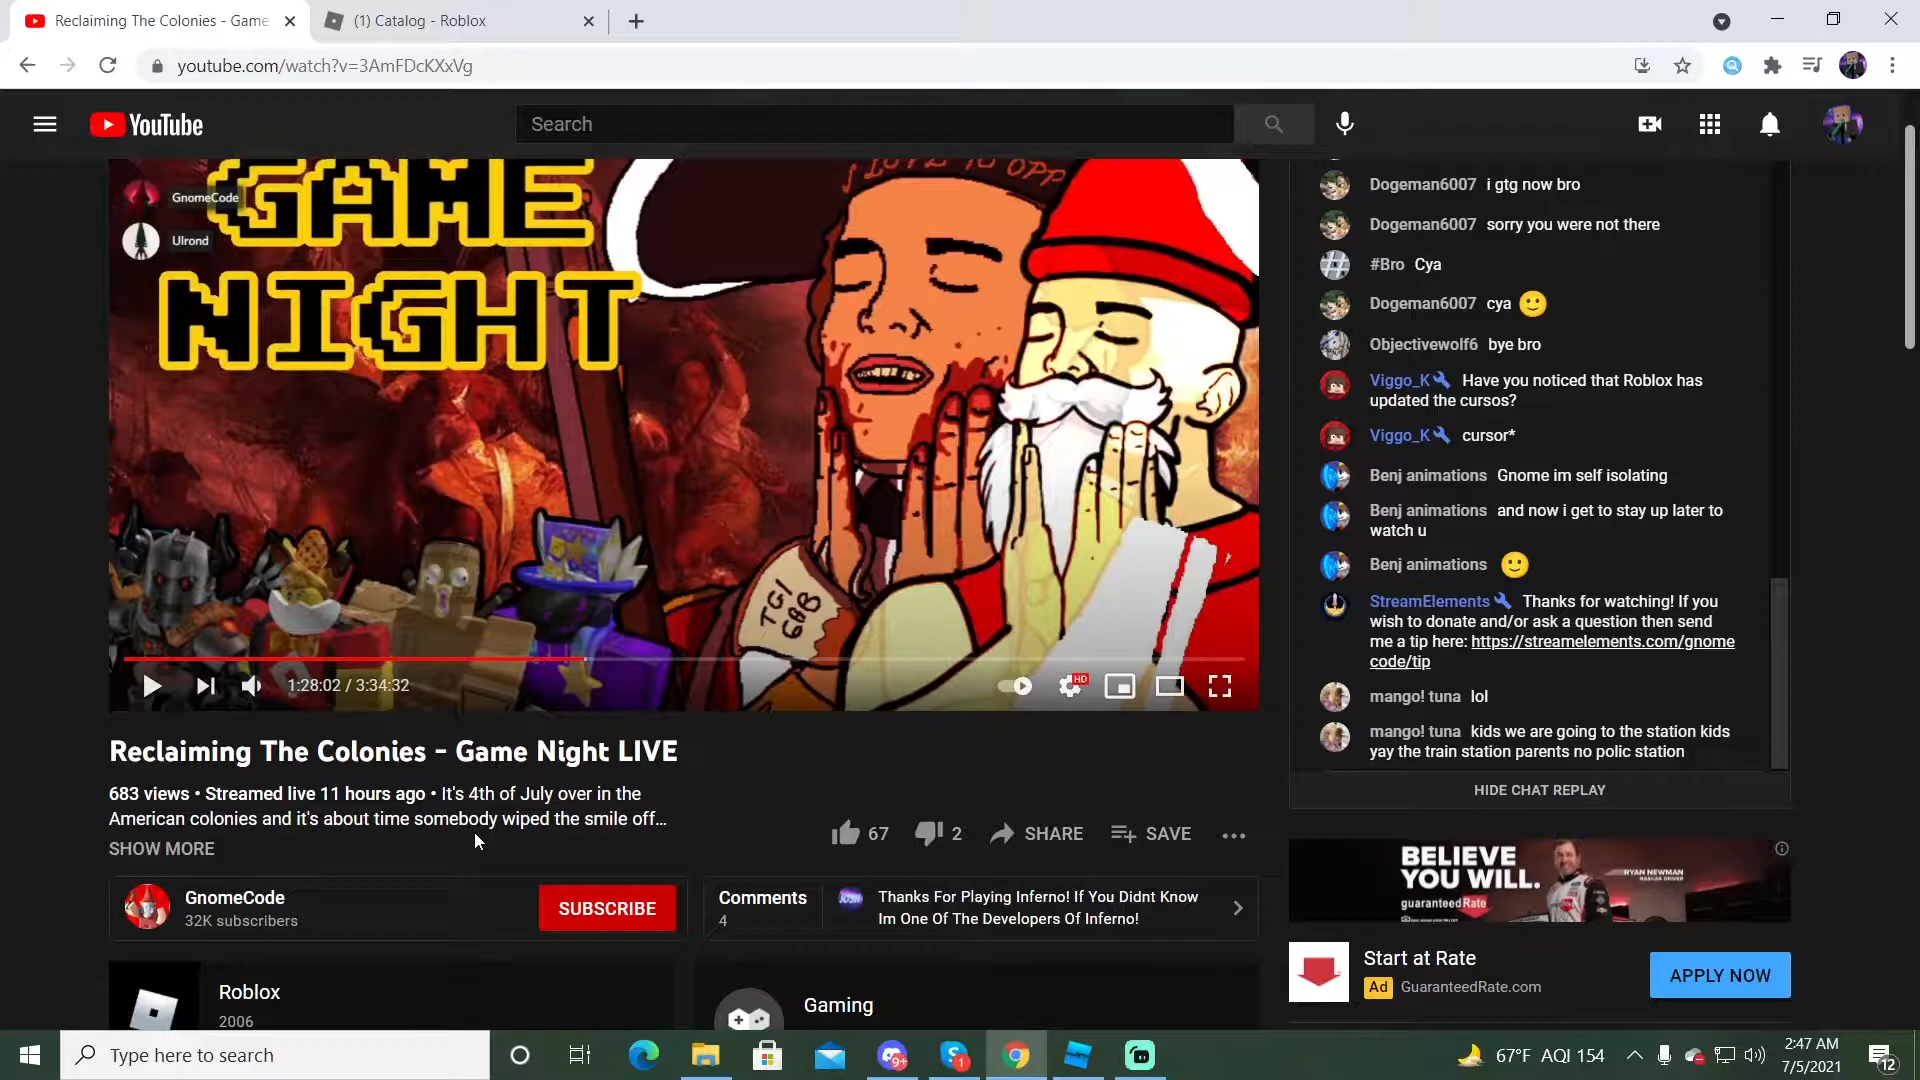 Reclaiming The Colonies - Game
(1) Catalog - Roblox
youtube.com/watch?v=3AmFDcKXxVg
YouTube
Search
GAME
NIGHT
GnomeCode
Ulrond
TGI
GAB
1:28:02 / 3:34:32
HD
Dogeman6007 i gtg now bro
Dogeman6007 sorry you were not there
#Bro Cya
Dogeman6007 cya
Objectivewolf6 bye bro
Viggo_K Have you noticed that Roblox has
updated the cursos?
Viggo_K cursor*
Benj animations Gnome im self isolating
Benj animations and now i get to stay up later to
watch u
Benj animations
StreamElements Thanks for watching! If you
wish to donate and/or ask a question then send
me a tip here: https://streamelements.com/gnome
code/tip
mango! tuna lol
mango! tuna kids we are going to the station kids
yay the train station parents no polic station
HIDE CHAT REPLAY
Reclaiming The Colonies - Game Night LIVE
683 views • Streamed live 11 hours ago • It's 4th of July over in the
American colonies and it's about time somebody wiped the smile off...
SHOW MORE
67
2
SHARE
SAVE
GnomeCode
32K subscribers
SUBSCRIBE
Comments
4
Thanks For Playing Inferno! If You Didnt Know
Im One Of The Developers Of Inferno!
Roblox
2006
Gaming
BELIEVE
YOU WILL.
guaranteedRate
RYAN NEWMAN
NASCAR DRIVER
Start at Rate
Ad GuaranteedRate.com
APPLY NOW
Type here to search
9+
1
67°F AQI 154
2:47 AM
7/5/2021
12